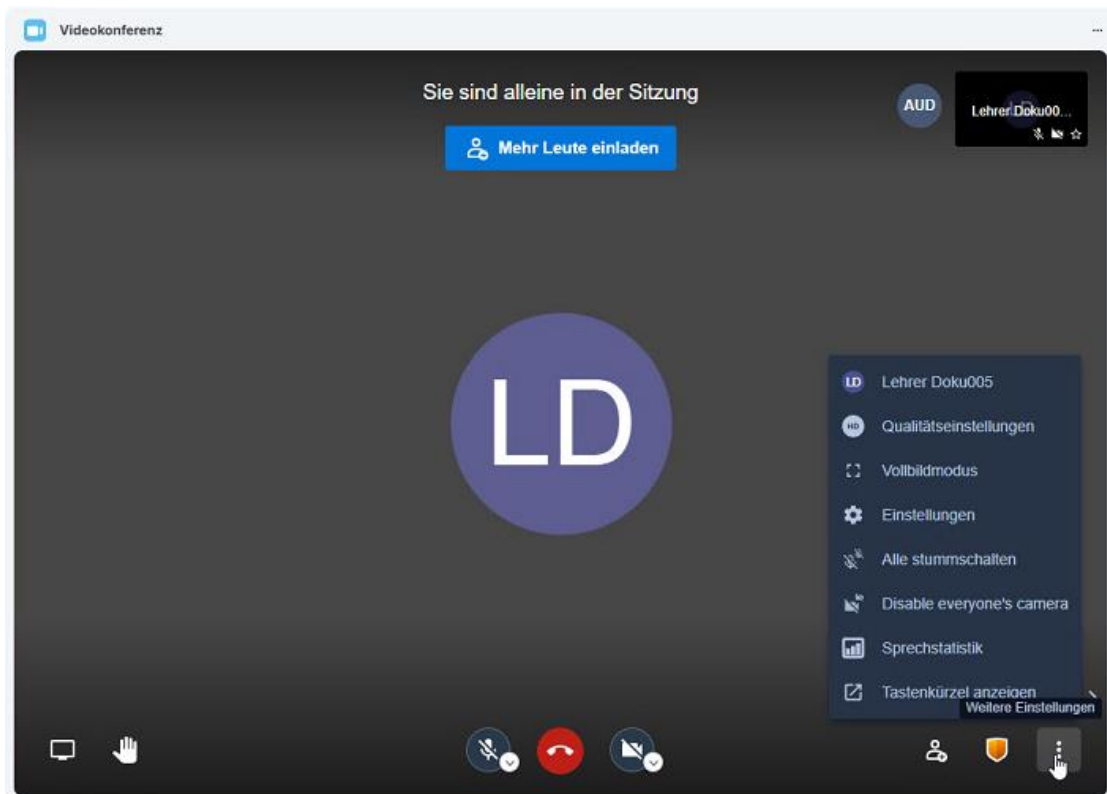 Videokonferenz
Sie sind alleine in der Sitzung
Mehr Leute einladen
AUD
Lehrer Doku00...
LD
LD Lehrer Doku005
HD Qualitätseinstellungen
Vollbildmodus
Einstellungen
Alle stummschalten
Disable everyone's camera
Sprechstatistik
Tastenkürzel anzeigen
Weitere Einstellungen